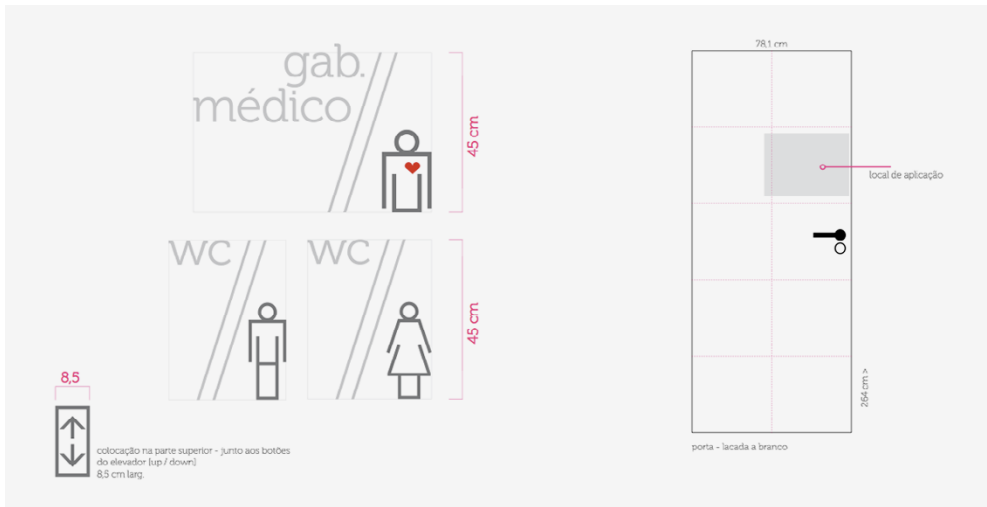 gab.
médico
45 cm
wc
wc
45 cm
8,5
colocação na parte superior - junto aos botões
do elevador [up / down]
8,5 cm larg.
78,1 cm
local de aplicação
264 cm >
porta - lacada a branco